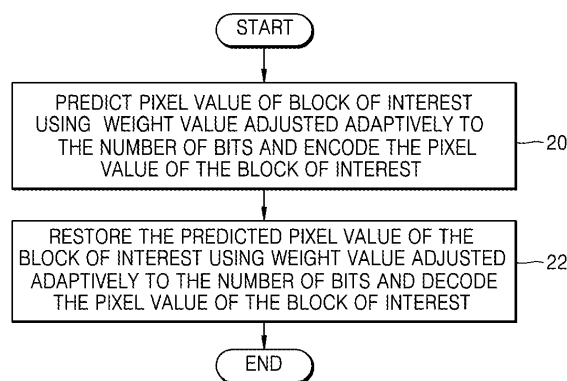 START
PREDICT PIXEL VALUE OF BLOCK OF INTEREST
USING WEIGHT VALUE ADJUSTED ADAPTIVELY TO
THE NUMBER OF BITS AND ENCODE THE PIXEL
VALUE OF THE BLOCK OF INTEREST
20
RESTORE THE PREDICTED PIXEL VALUE OF THE
BLOCK OF INTEREST USING WEIGHT VALUE ADJUSTED
ADAPTIVELY TO THE NUMBER OF BITS AND DECODE
THE PIXEL VALUE OF THE BLOCK OF INTEREST
22
END